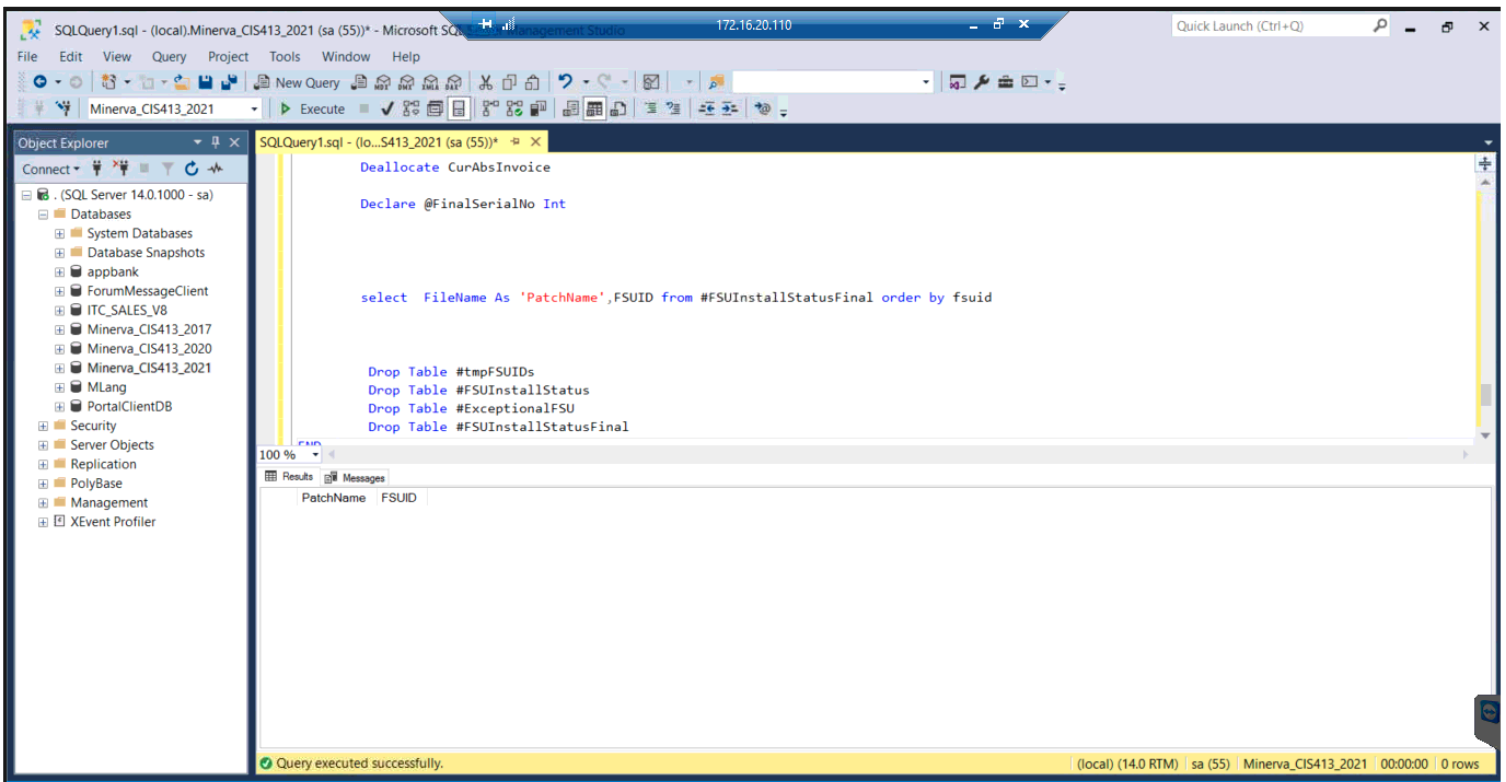 SQLQuery1.sql - (local).Minerva_CIS413_2021 (sa (55))* - Microsoft SQL Server Management Studio
172.16.20.110
Quick Launch (Ctrl+Q)
File Edit View Query Project Tools Window Help
New Query
Minerva_CIS413_2021
Execute
Object Explorer
SQLQuery1.sql - (lo...S413_2021 (sa (55))*
Connect
. (SQL Server 14.0.1000 - sa)
Databases
System Databases
Database Snapshots
appbank
ForumMessageClient
ITC_SALES_V8
Minerva_CIS413_2017
Minerva_CIS413_2020
Minerva_CIS413_2021
MLang
PortalClientDB
Security
Server Objects
Replication
PolyBase
Management
XEvent Profiler
Deallocate CurAbsInvoice
Declare @FinalSerialNo Int
select FileName As 'PatchName',FSUID from #FSUInstallStatusFinal order by fsuid
Drop Table #tmpFSUIDs
Drop Table #FSUInstallStatus
Drop Table #ExceptionalFSU
Drop Table #FSUInstallStatusFinal
END
100 %
Results Messages
PatchName FSUID
Query executed successfully.
(local) (14.0 RTM) sa (55) Minerva_CIS413_2021 00:00:00 0 rows